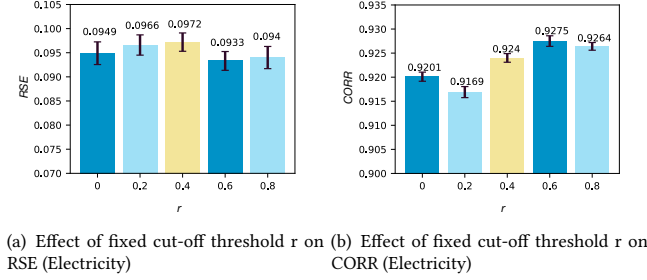 0.105
0.100
0.095
0.090
0.085
0.080
0.075
0.070
RSE
0.0949
0.0966
0.0972
0.0933
0.094
0 0.2 0.4 0.6 0.8
r
(a) Effect of fixed cut-off threshold r on
RSE (Electricity)
0.935
0.930
0.925
0.920
0.915
0.910
0.905
0.900
CORR
0.9201
0.9169
0.924
0.9275
0.9264
0 0.2 0.4 0.6 0.8
r
(b) Effect of fixed cut-off threshold r on
CORR (Electricity)